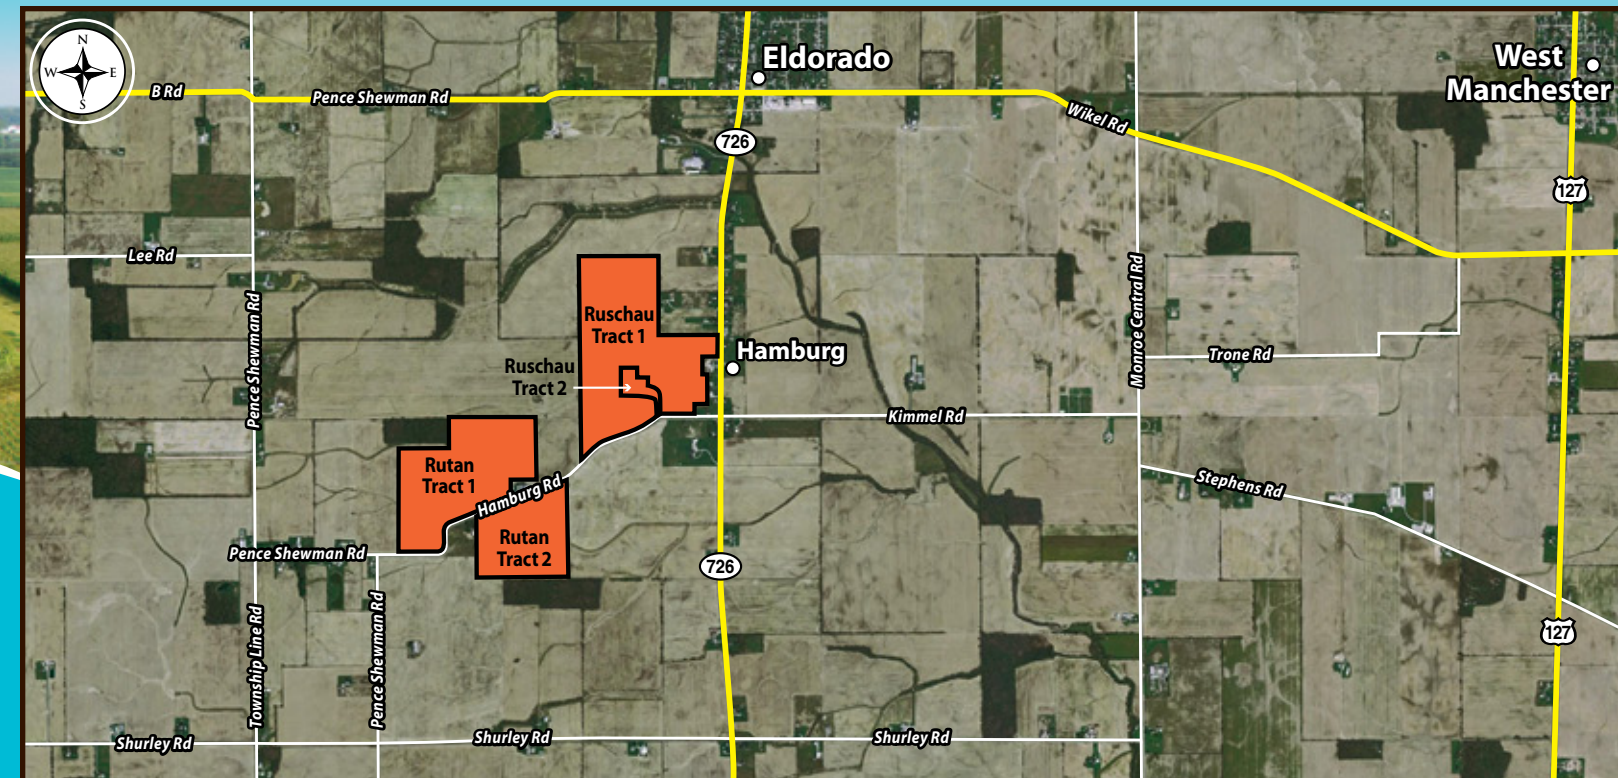 N
W E
S
B Rd
Pence Shewman Rd
Eldorado
West
Manchester
Wikel Rd
726
127
Lee Rd
Pence Shewman Rd
Monroe Central Rd
Ruschau
Tract 1
Hamburg
Trone Rd
Ruschau
Tract 2
Kimmel Rd
Rutan
Tract 1
Hamburg Rd
Stephens Rd
Rutan
Tract 2
Pence Shewman Rd
726
Township Line Rd
Pence Shewman Rd
127
Shurley Rd
Shurley Rd
Shurley Rd